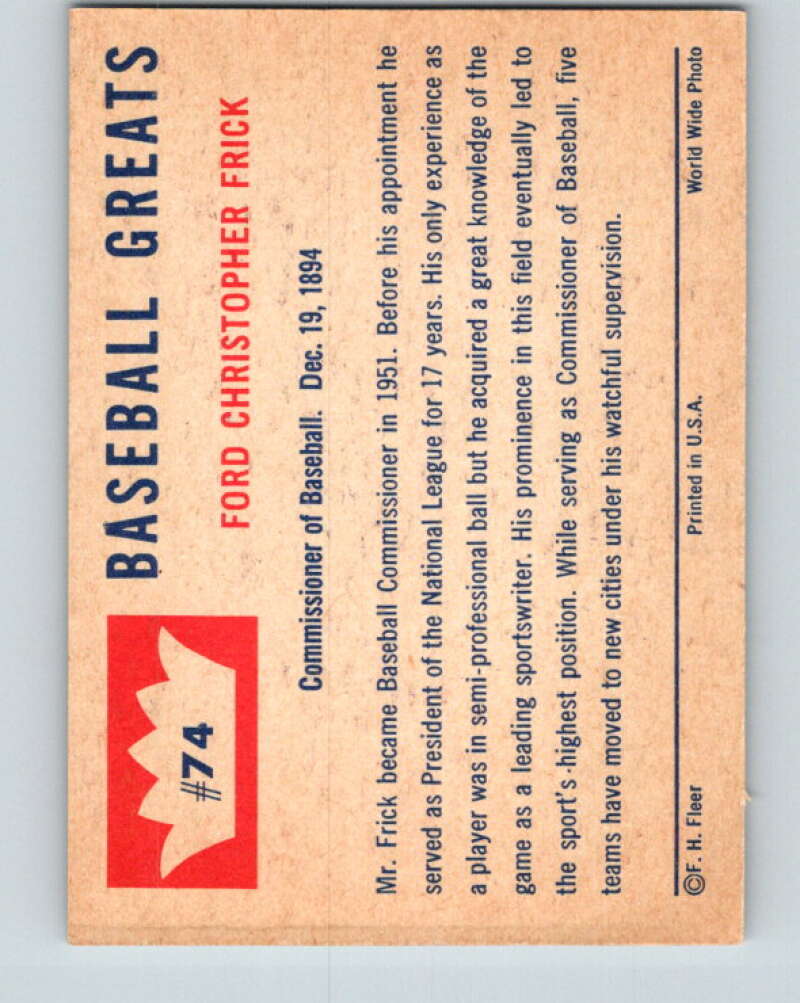 #74
BASEBALL GREATS
FORD CHRISTOPHER FRICK
Commissioner of Baseball. Dec. 19, 1894
Mr. Frick became Baseball Commissioner in 1951. Before his appointment he
served as President of the National League for 17 years. His only experience as
a player was in semi-professional ball but he acquired a great knowledge of the
game as a leading sportswriter. His prominence in this field eventually led to
the sport's highest position. While serving as Commissioner of Baseball, five
teams have moved to new cities under his watchful supervision.
©F. H. Fleer Printed in U.S.A. World Wide Photo